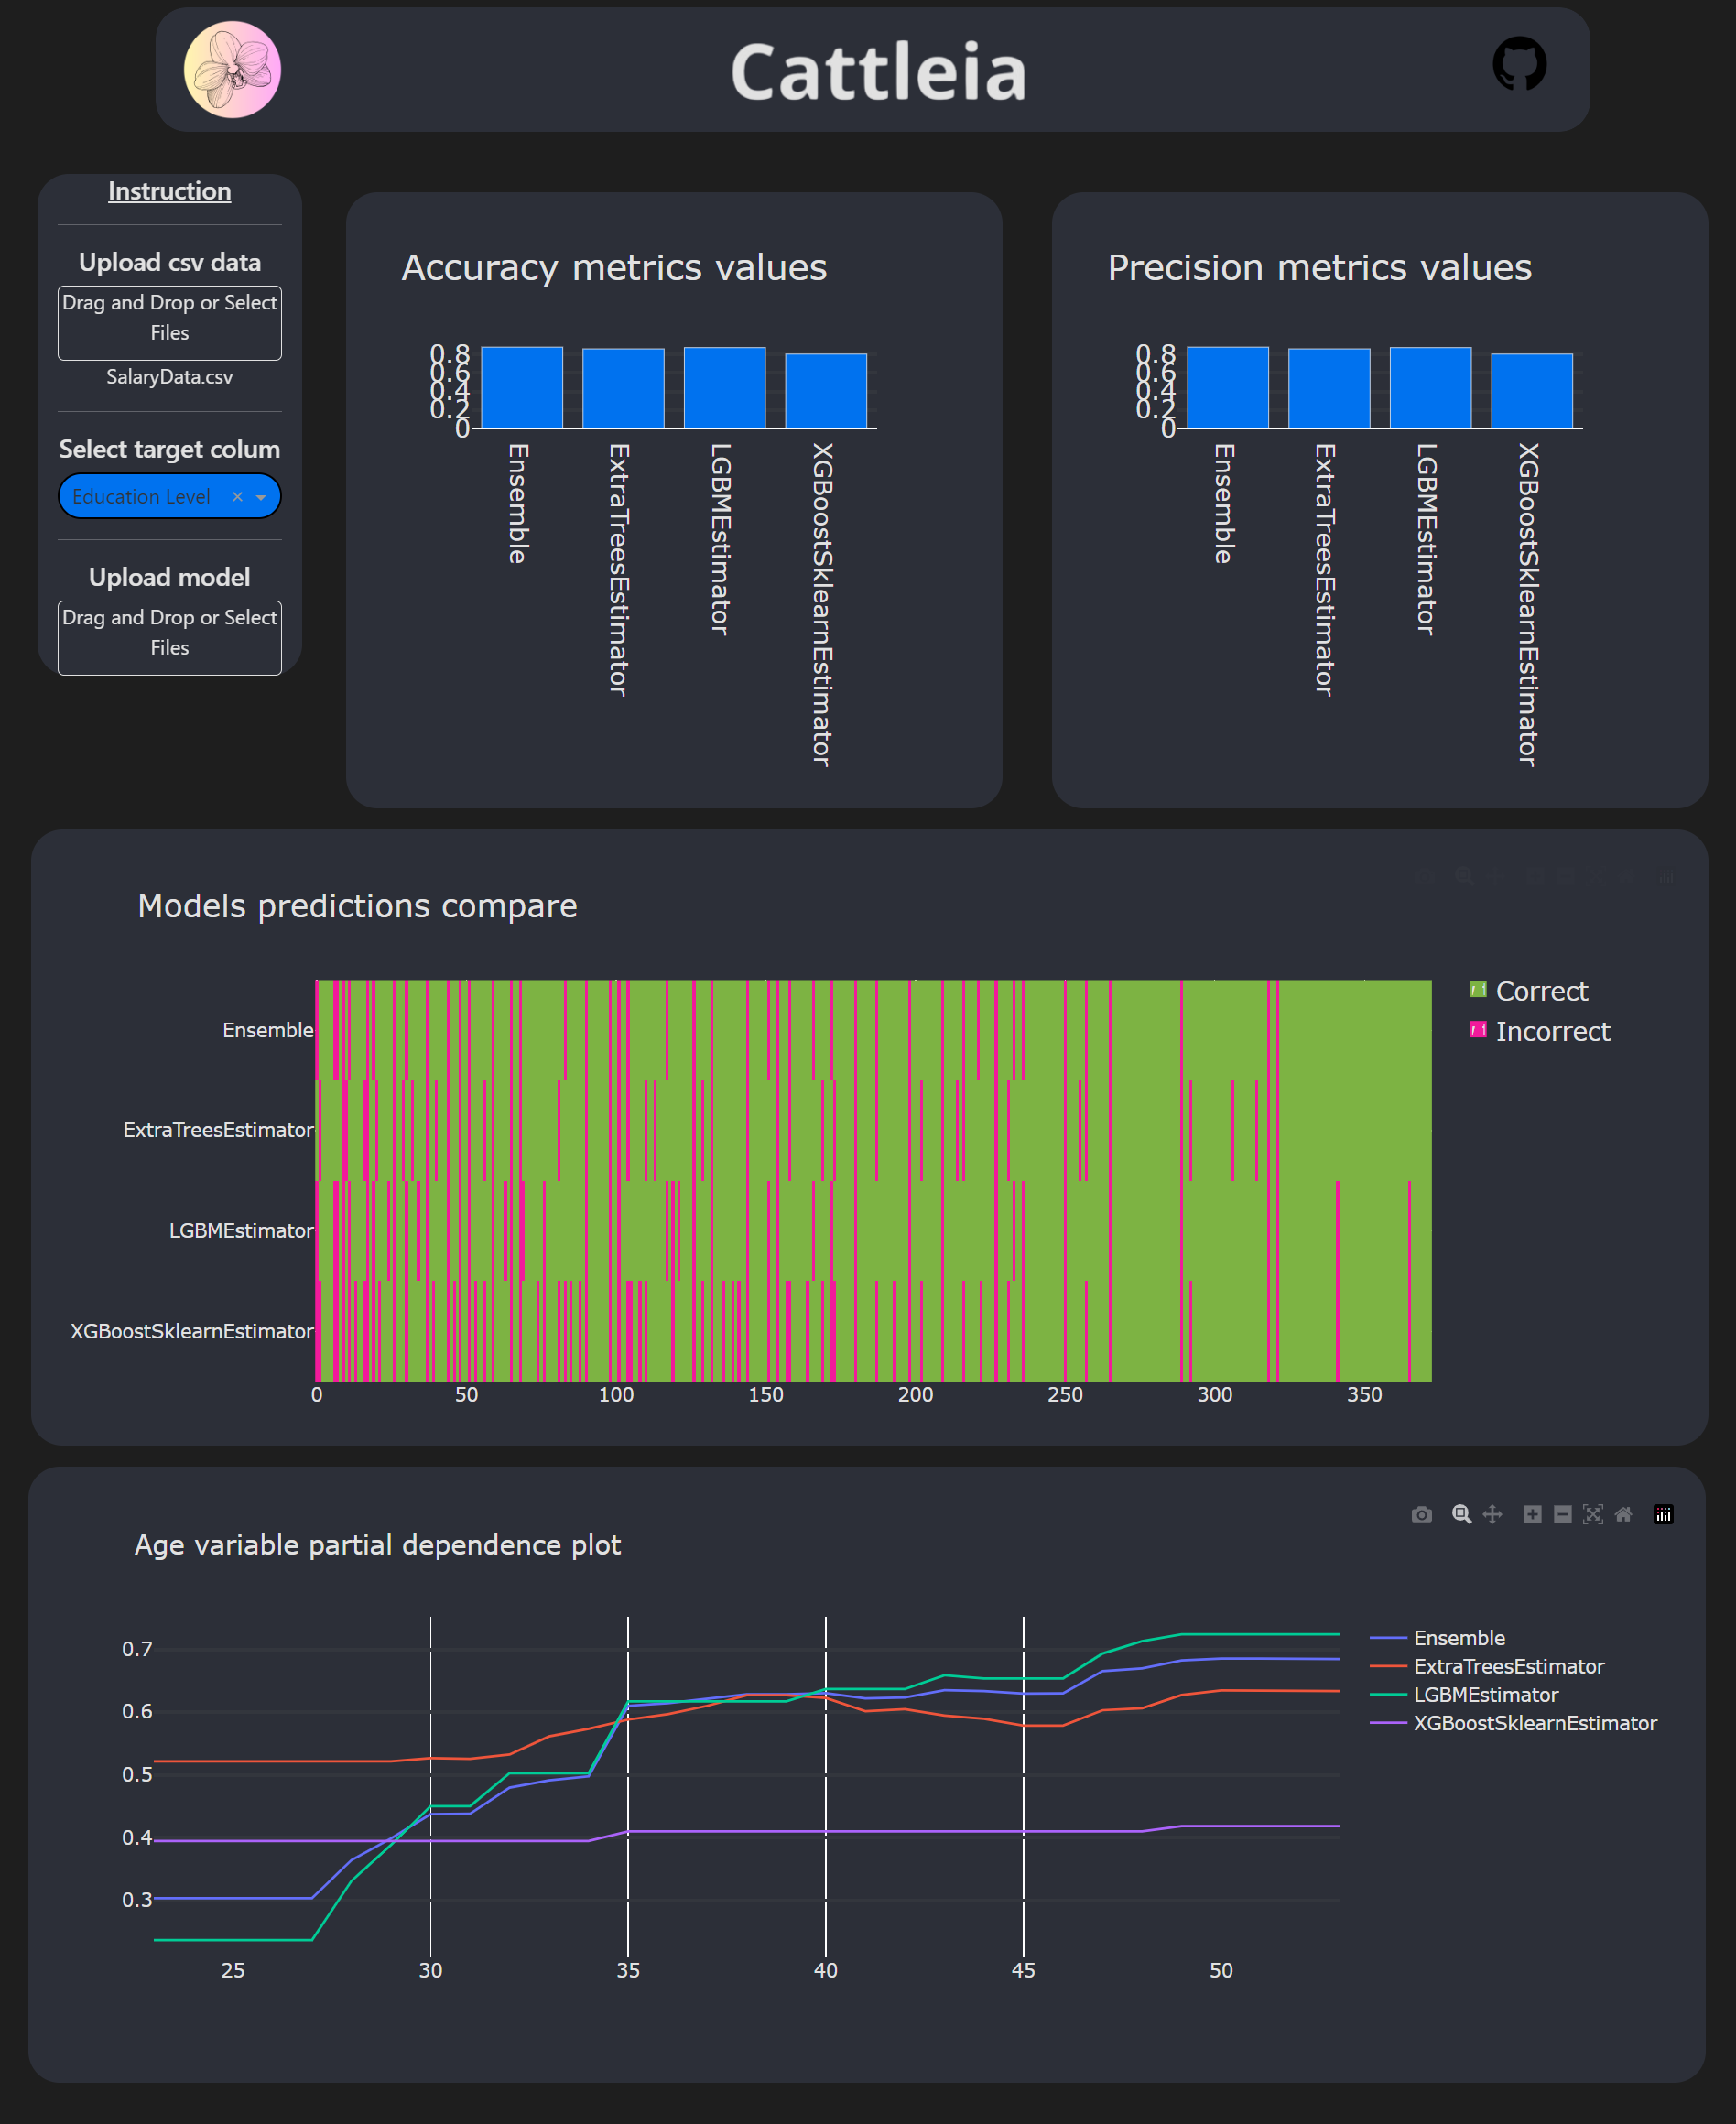 Cattleia
Instruction
Upload csv data
Drag and Drop or Select
Files
SalaryData.csv
Select target colum
Education Level
Upload model
Drag and Drop or Select
Files
Accuracy metrics values
0.8
0.6
0.4
0.2
0
Ensemble
ExtraTreesEstimator
LGBMEstimator
XGBoostSklearnEstimator
Precision metrics values
0.8
0.6
0.4
0.2
0
Ensemble
ExtraTreesEstimator
LGBMEstimator
XGBoostSklearnEstimator
Models predictions compare
Ensemble
ExtraTreesEstimator
LGBMEstimator
XGBoostSklearnEstimator
0 50 100 150 200 250 300 350
Correct
Incorrect
Age variable partial dependence plot
0.7
0.6
0.5
0.4
0.3
25 30 35 40 45 50
Ensemble
ExtraTreesEstimator
LGBMEstimator
XGBoostSklearnEstimator